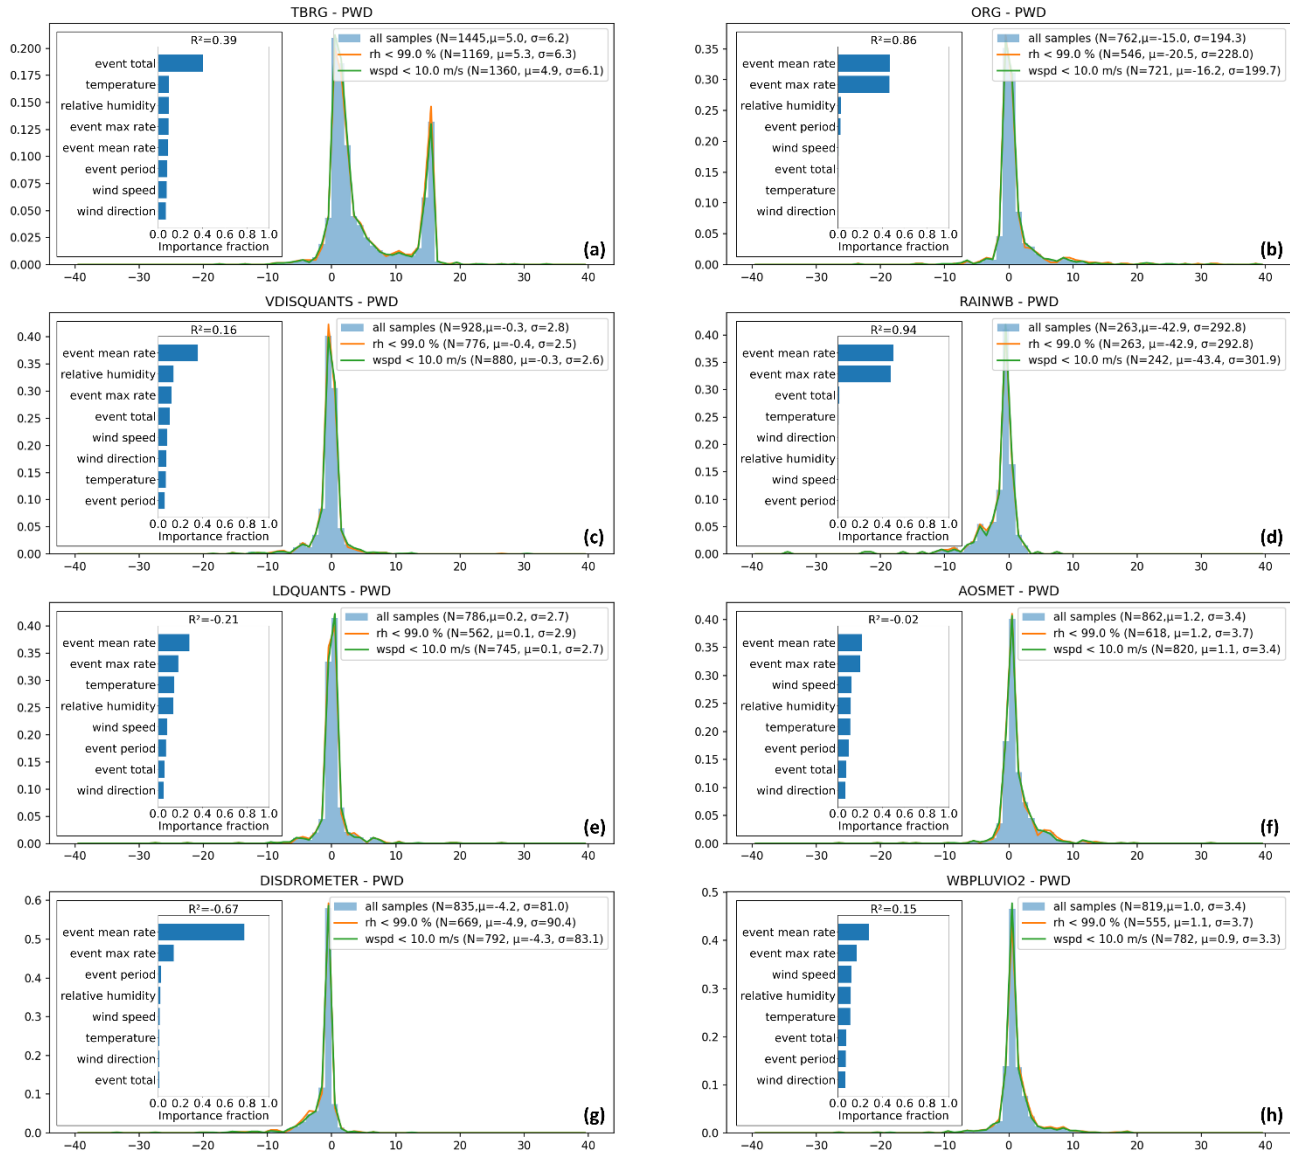 TBRG - PWD
R²=0.39
event total
temperature
relative humidity
event max rate
event mean rate
event period
wind speed
wind direction
0.0 0.2 0.4 0.6 0.8 1.0
Importance fraction
all samples (N=1445,μ=5.0, σ=6.2)
rh < 99.0 % (N=1169, μ=5.3, σ=6.3)
wspd < 10.0 m/s (N=1360, μ=4.9, σ=6.1)
(a)
0.200
0.175
0.150
0.125
0.100
0.075
0.050
0.025
0.000
−40 −30 −20 −10 0 10 20 30 40
ORG - PWD
R²=0.86
event mean rate
event max rate
relative humidity
event period
wind speed
event total
temperature
wind direction
0.0 0.2 0.4 0.6 0.8 1.0
Importance fraction
all samples (N=762,μ=-15.0, σ=194.3)
rh < 99.0 % (N=546, μ=-20.5, σ=228.0)
wspd < 10.0 m/s (N=721, μ=-16.2, σ=199.7)
(b)
0.35
0.30
0.25
0.20
0.15
0.10
0.05
0.00
−40 −30 −20 −10 0 10 20 30 40
VDISQUANTS - PWD
R²=0.16
event mean rate
relative humidity
event max rate
event total
wind speed
wind direction
temperature
event period
0.0 0.2 0.4 0.6 0.8 1.0
Importance fraction
all samples (N=928,μ=-0.3, σ=2.8)
rh < 99.0 % (N=776, μ=-0.4, σ=2.5)
wspd < 10.0 m/s (N=880, μ=-0.3, σ=2.6)
(c)
0.40
0.35
0.30
0.25
0.20
0.15
0.10
0.05
0.00
−40 −30 −20 −10 0 10 20 30 40
RAINWB - PWD
R²=0.94
event mean rate
event max rate
event total
temperature
wind direction
relative humidity
wind speed
event period
0.0 0.2 0.4 0.6 0.8 1.0
Importance fraction
all samples (N=263,μ=-42.9, σ=292.8)
rh < 99.0 % (N=263, μ=-42.9, σ=292.8)
wspd < 10.0 m/s (N=242, μ=-43.4, σ=301.9)
(d)
0.40
0.35
0.30
0.25
0.20
0.15
0.10
0.05
0.00
−40 −30 −20 −10 0 10 20 30 40
LDQUANTS - PWD
R²=-0.21
event mean rate
event max rate
temperature
relative humidity
wind speed
event period
event total
wind direction
0.0 0.2 0.4 0.6 0.8 1.0
Importance fraction
all samples (N=786,μ=0.2, σ=2.7)
rh < 99.0 % (N=562, μ=0.1, σ=2.9)
wspd < 10.0 m/s (N=745, μ=0.1, σ=2.7)
(e)
0.40
0.35
0.30
0.25
0.20
0.15
0.10
0.05
0.00
−40 −30 −20 −10 0 10 20 30 40
AOSMET - PWD
R²=-0.02
event mean rate
event max rate
wind speed
relative humidity
temperature
event period
event total
wind direction
0.0 0.2 0.4 0.6 0.8 1.0
Importance fraction
all samples (N=862,μ=1.2, σ=3.4)
rh < 99.0 % (N=618, μ=1.2, σ=3.7)
wspd < 10.0 m/s (N=820, μ=1.1, σ=3.4)
(f)
0.40
0.35
0.30
0.25
0.20
0.15
0.10
0.05
0.00
−40 −30 −20 −10 0 10 20 30 40
DISDROMETER - PWD
R²=-0.67
event mean rate
event max rate
event period
relative humidity
wind speed
temperature
wind direction
event total
0.0 0.2 0.4 0.6 0.8 1.0
Importance fraction
all samples (N=835,μ=-4.2, σ=81.0)
rh < 99.0 % (N=669, μ=-4.9, σ=90.4)
wspd < 10.0 m/s (N=792, μ=-4.3, σ=83.1)
(g)
0.6
0.5
0.4
0.3
0.2
0.1
0.0
−40 −30 −20 −10 0 10 20 30 40
WBPLUVIO2 - PWD
R²=0.15
event mean rate
event max rate
wind speed
relative humidity
temperature
event total
event period
wind direction
0.0 0.2 0.4 0.6 0.8 1.0
Importance fraction
all samples (N=819,μ=1.0, σ=3.4)
rh < 99.0 % (N=555, μ=1.1, σ=3.7)
wspd < 10.0 m/s (N=782, μ=0.9, σ=3.3)
(h)
0.5
0.4
0.3
0.2
0.1
0.0
−40 −30 −20 −10 0 10 20 30 40